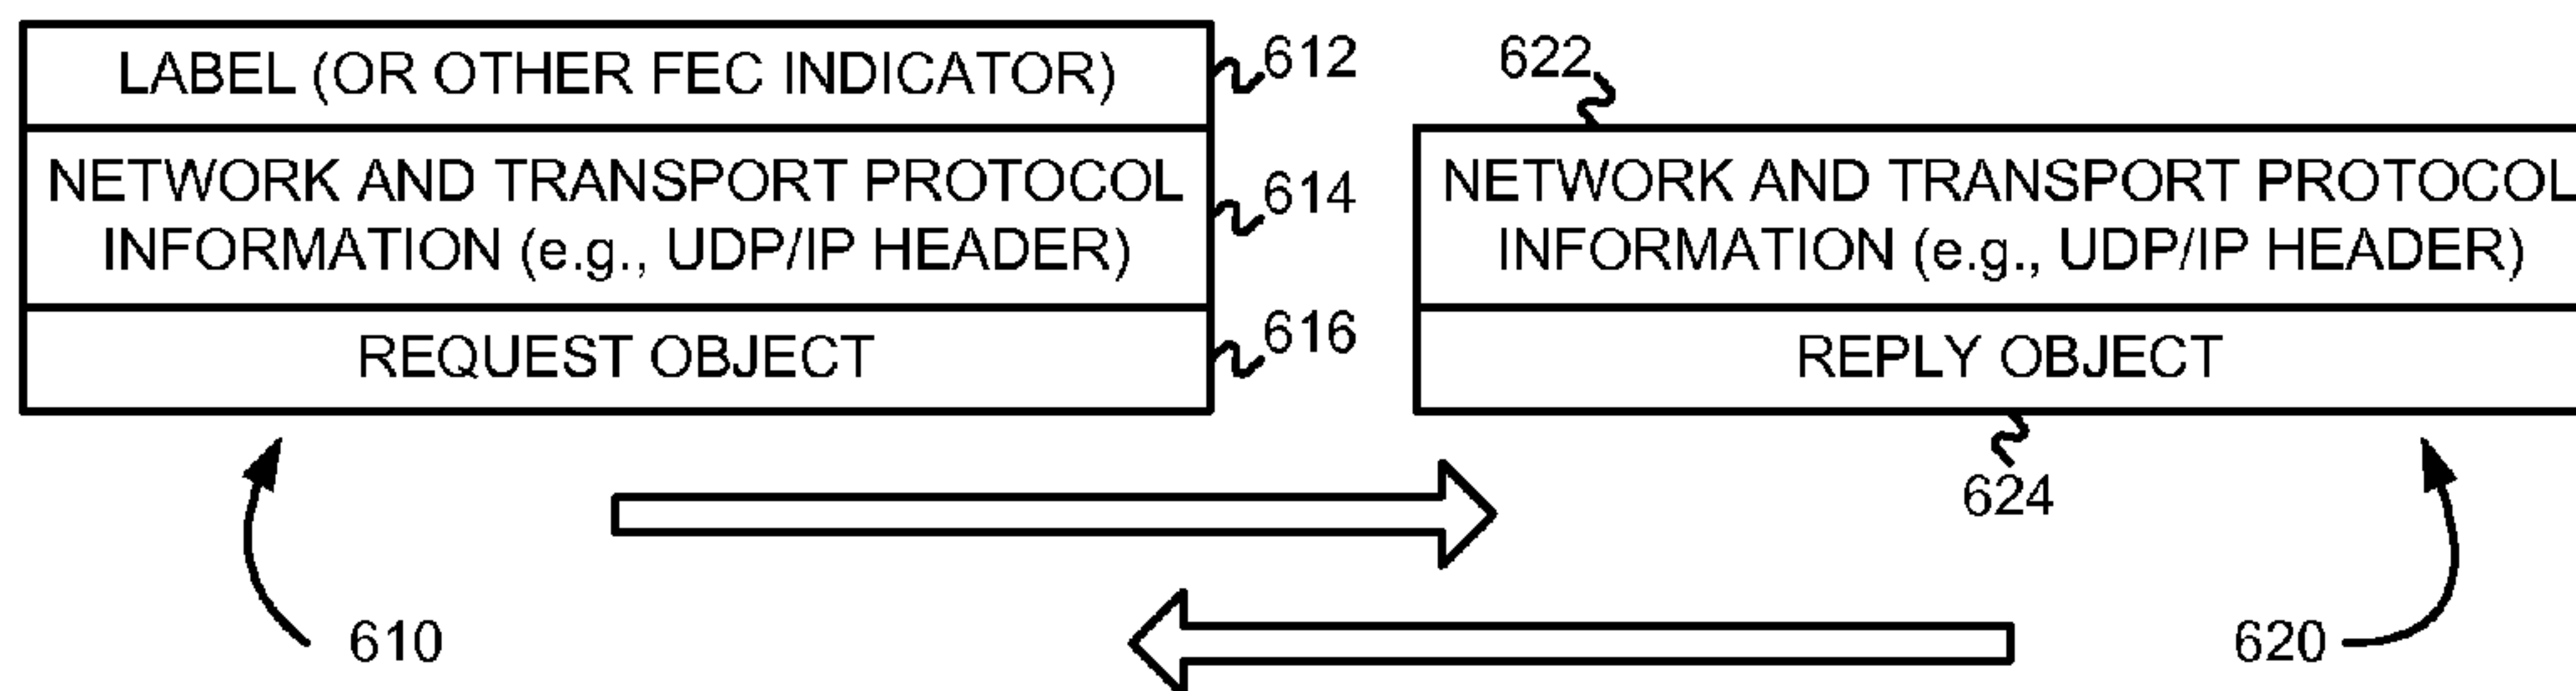 LABEL (OR OTHER FEC INDICATOR)
612
NETWORK AND TRANSPORT PROTOCOL
INFORMATION (e.g., UDP/IP HEADER)
614
REQUEST OBJECT
616
610
622
NETWORK AND TRANSPORT PROTOCOL
INFORMATION (e.g., UDP/IP HEADER)
REPLY OBJECT
624
620